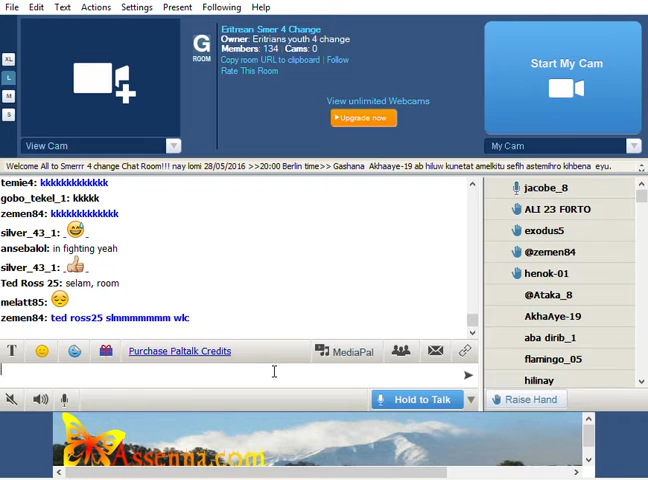 File Edit Text Actions Settings Present Following Help
XL
L
M
S
View Cam
G
ROOM
Eritrean Smer 4 Change
Owner: Eritrians youth 4 change
Members: 134 Cams: 0
Copy room URL to clipboard | Follow
Rate This Room
View unlimited Webcams
Upgrade now
Start My Cam
My Cam
Welcome All to Smerrr 4 change Chat Room!!! nay lomi 28/05/2016 >>20:00 Berlin time>> Gashana Akhaaye-19 ab hiluw kunetat amelkitu sefih astemihro kihbena eyu.
temie4: kkkkkkkkkkkkk
gobo_tekel_1: kkkkk
zemen84: kkkkkkkkkkkkk
silver_43_1:
ansebalol: in fighting yeah
silver_43_1:
Ted Ross 25: selam, room
melatt85:
zemen84: ted ross25 slmmmmmmm wlc
jacobe_8
ALI 23 F0RTO
exodus5
@zemen84
henok-01
@Ataka_8
AkhaAye-19
aba dirib_1
flamingo_05
hilinay
T Purchase Paltalk Credits MediaPal
Hold to Talk
Raise Hand
Assenna.com